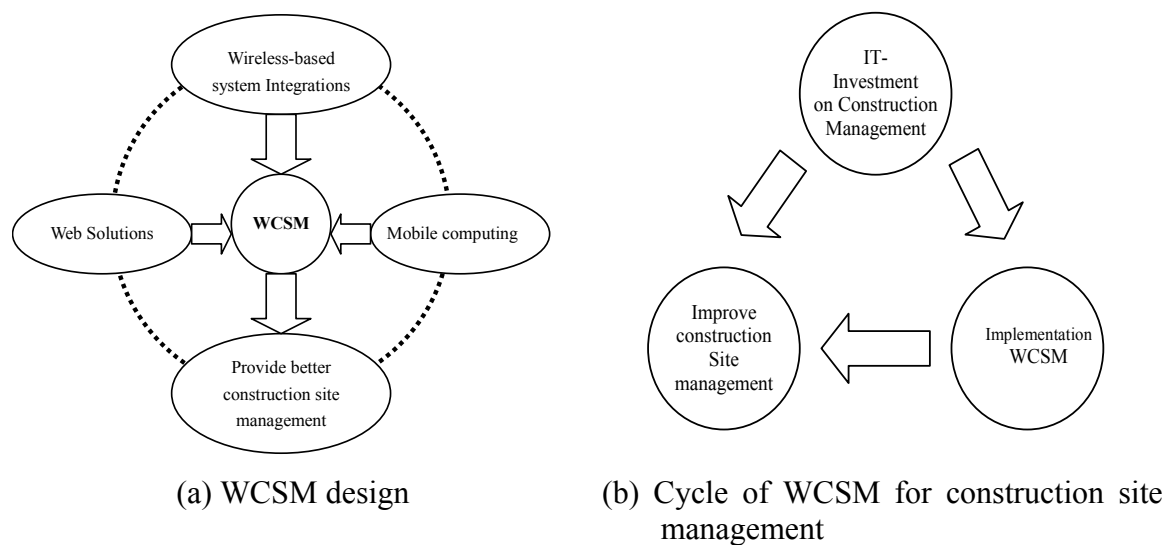 Wireless-based
system Integrations
Web Solutions
WCSM
Mobile computing
Provide better
construction site
management
(a) WCSM design
IT-
Investment
on Construction
Management
Improve
construction
Site
management
Implementation
WCSM
(b) Cycle of WCSM for construction site
management